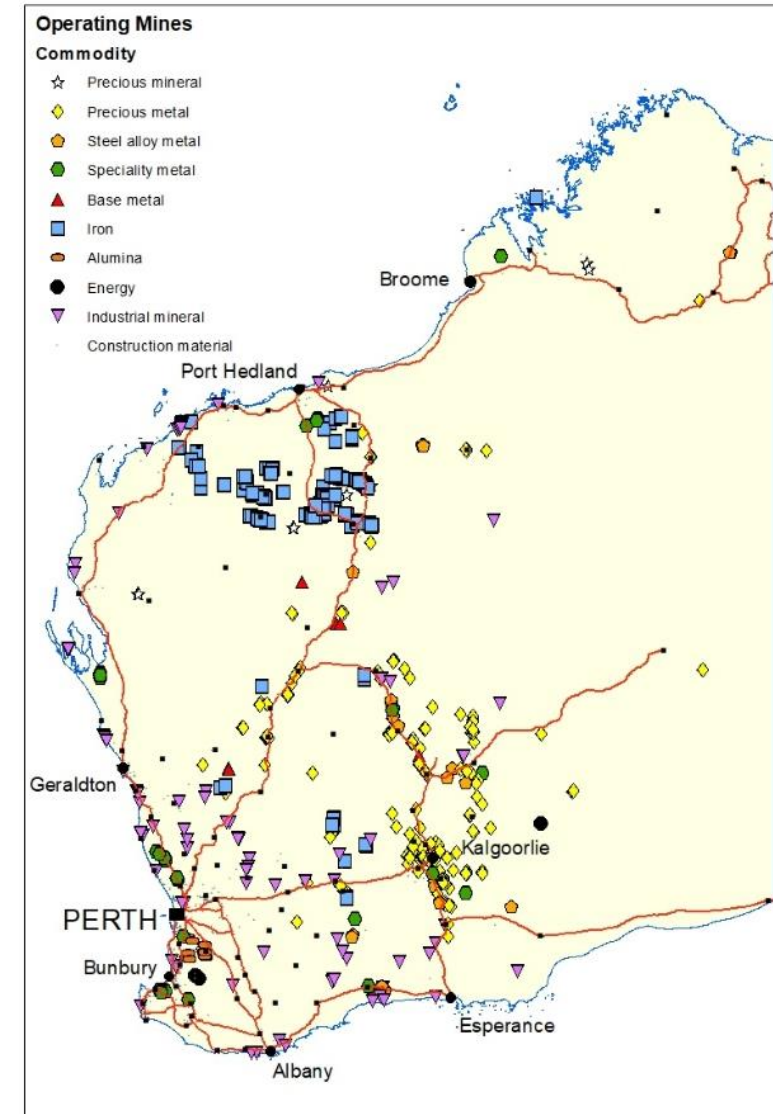 Operating Mines
Commodity
Precious mineral
Precious metal
Steel alloy metal
Speciality metal
Base metal
Iron
Alumina
Energy
Industrial mineral
Construction material
Broome
Port Hedland
Geraldton
Kalgoorlie
PERTH
Bunbury
Esperance
Albany